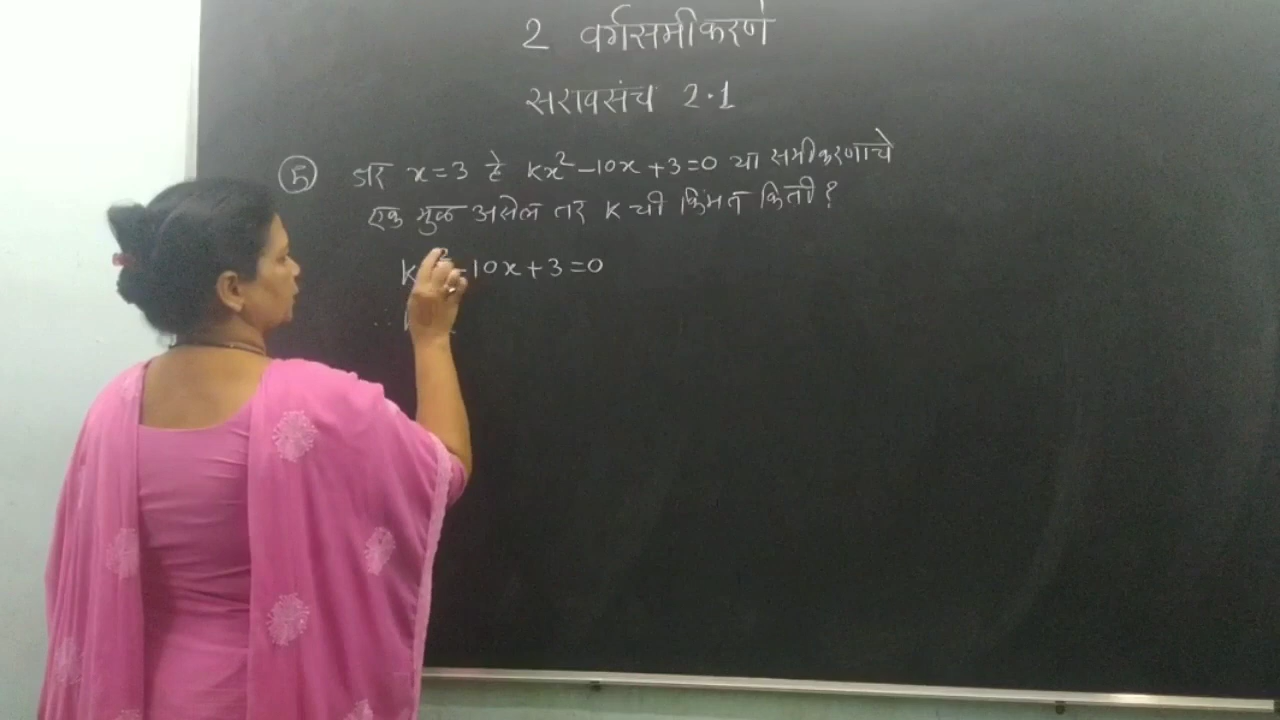 2 वर्गसमीकरणे
सरावसंच 2.1
5 जर x=3 हे kx²-10x+3=0 या समीकरणाचे
एक मुळ असेल तर k ची किंमत किती?
k ²-10x+3=0